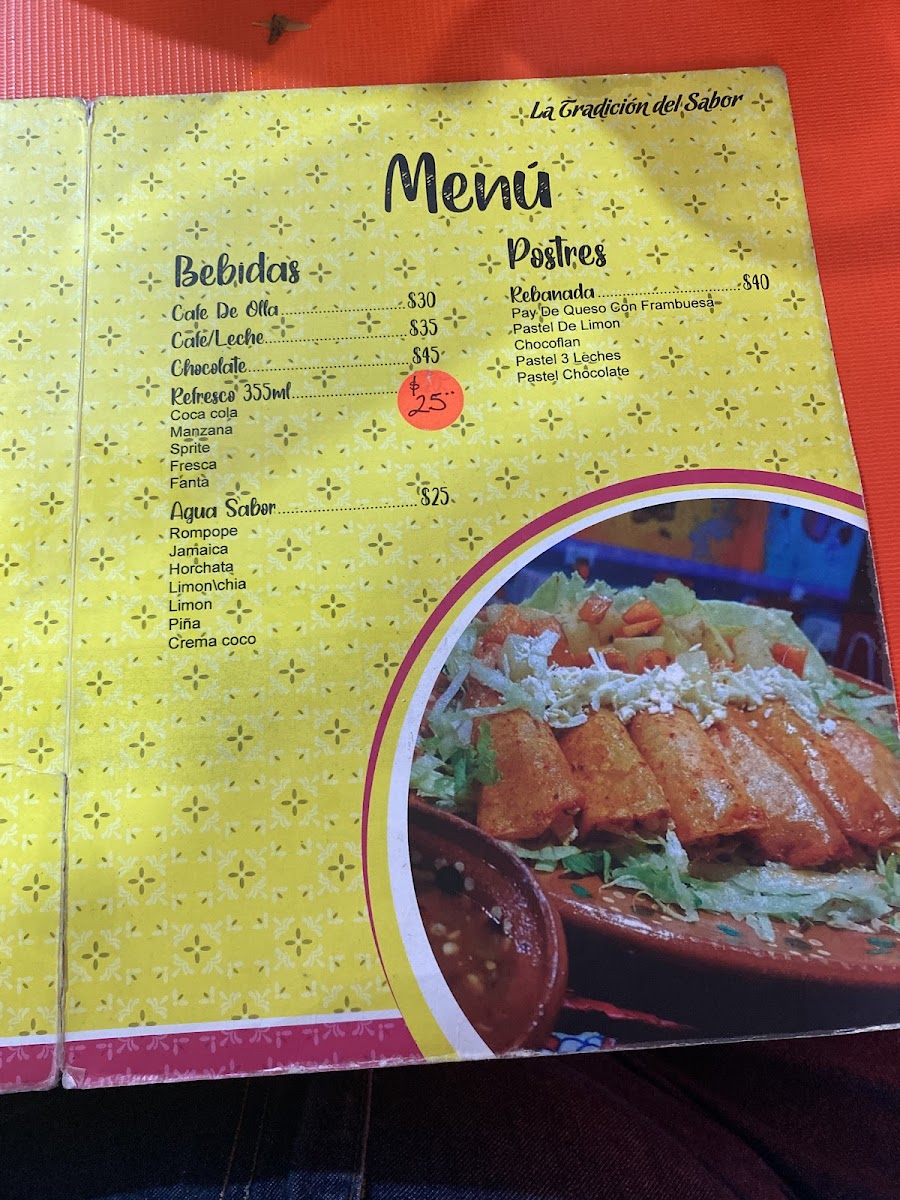 La Tradición del Sabor
Menú
Bebidas
Cafe De Olla..............................$30
Café/Leche..............................$35
Chocolate..............................$45
Refresco 355ml.........................$25..
Coca cola
Manzana
Sprite
Fresca
Fanta
Agua Sabor..............................$25
Rompope
Jamaica
Horchata
Limon\chia
Limon
Piña
Crema coco
Postres
Rebanada..............................$40
Pay De Queso Con Frambuesa
Pastel De Limon
Chocoflan
Pastel 3 Leches
Pastel Chocolate